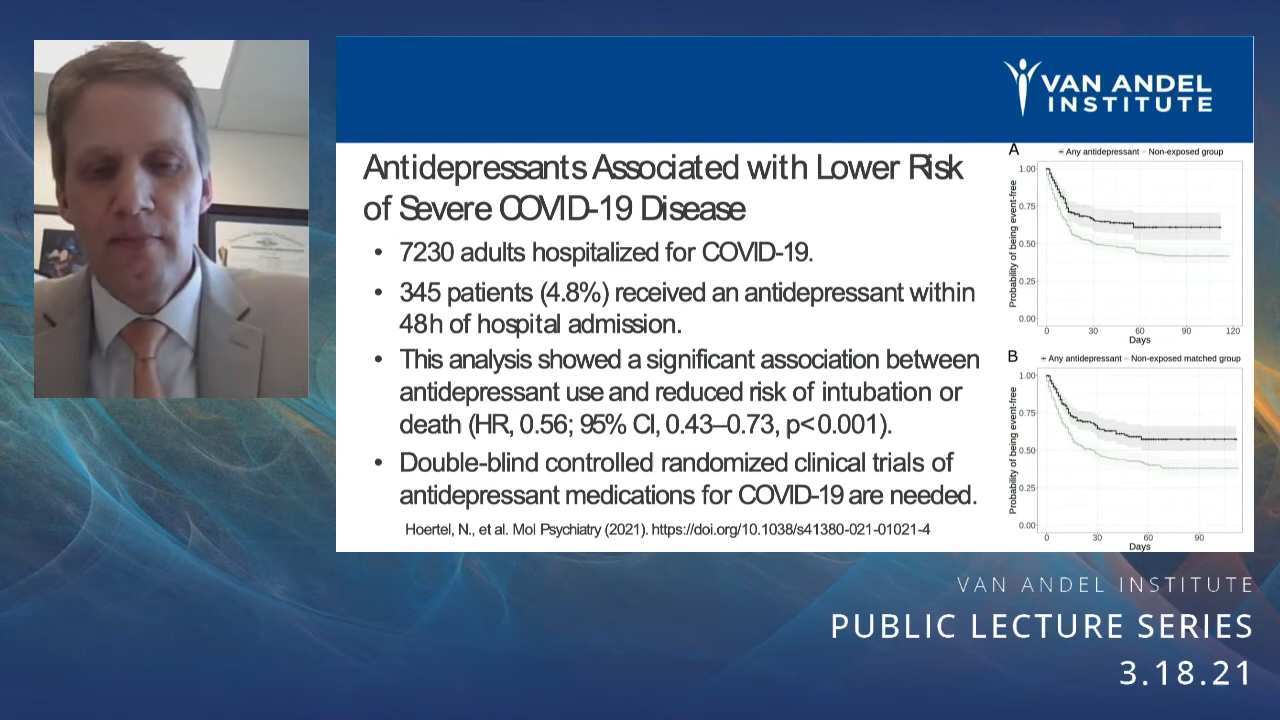 VAN ANDEL
INSTITUTE
Antidepressants Associated with Lower Risk
of Severe COVID-19 Disease
• 7230 adults hospitalized for COVID-19.
• 345 patients (4.8%) received an antidepressant within
48h of hospital admission.
• This analysis showed a significant association between
antidepressant use and reduced risk of intubation or
death (HR, 0.56; 95% CI, 0.43–0.73, p<0.001).
• Double-blind controlled randomized clinical trials of
antidepressant medications for COVID-19 are needed.
Hoertel, N., et al. Mol Psychiatry (2021). https://doi.org/10.1038/s41380-021-01021-4
A
Any antidepressant Non-exposed group
Probability of being event-free
1.00
0.75
0.50
0.25
0.00
0 30 60 90 120
Days
B
Any antidepressant Non-exposed matched group
Probability of being event-free
1.00
0.75
0.50
0.25
0.00
0 30 60 90
Days
VAN ANDEL INSTITUTE
PUBLIC LECTURE SERIES
3.18.21